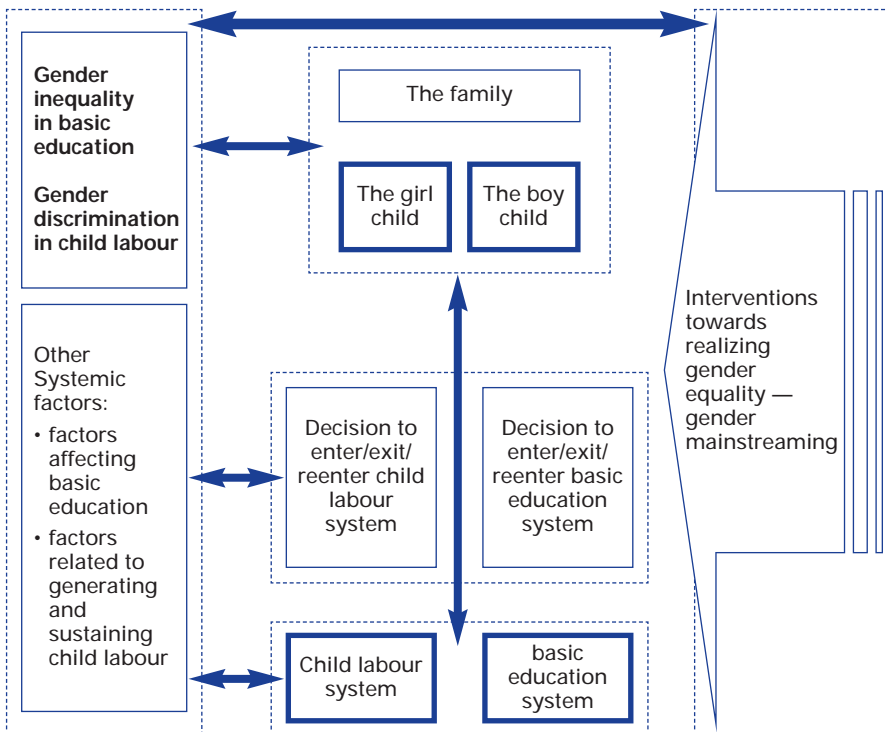 Gender
inequality
in basic
education
Gender
discrimination
in child labour
Other
Systemic
factors:
• factors
affecting
basic
education
• factors
related to
generating
and
sustaining
child labour
The family
The girl
child
The boy
child
Decision to
enter/exit/
reenter child
labour
system
Decision to
enter/exit/
reenter basic
education
system
Child labour
system
basic
education
system
Interventions
towards
realizing
gender
equality —
gender
mainstreaming